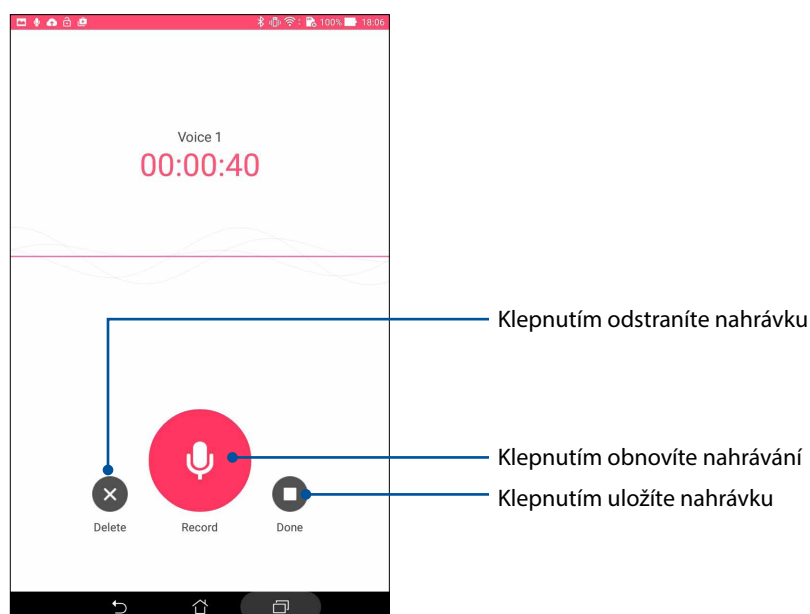 100% 18:06
Voice 1
00:00:40
Klepnutím odstraníte nahrávku
Klepnutím obnovíte nahrávání
Klepnutím uložíte nahrávku
Delete Record Done